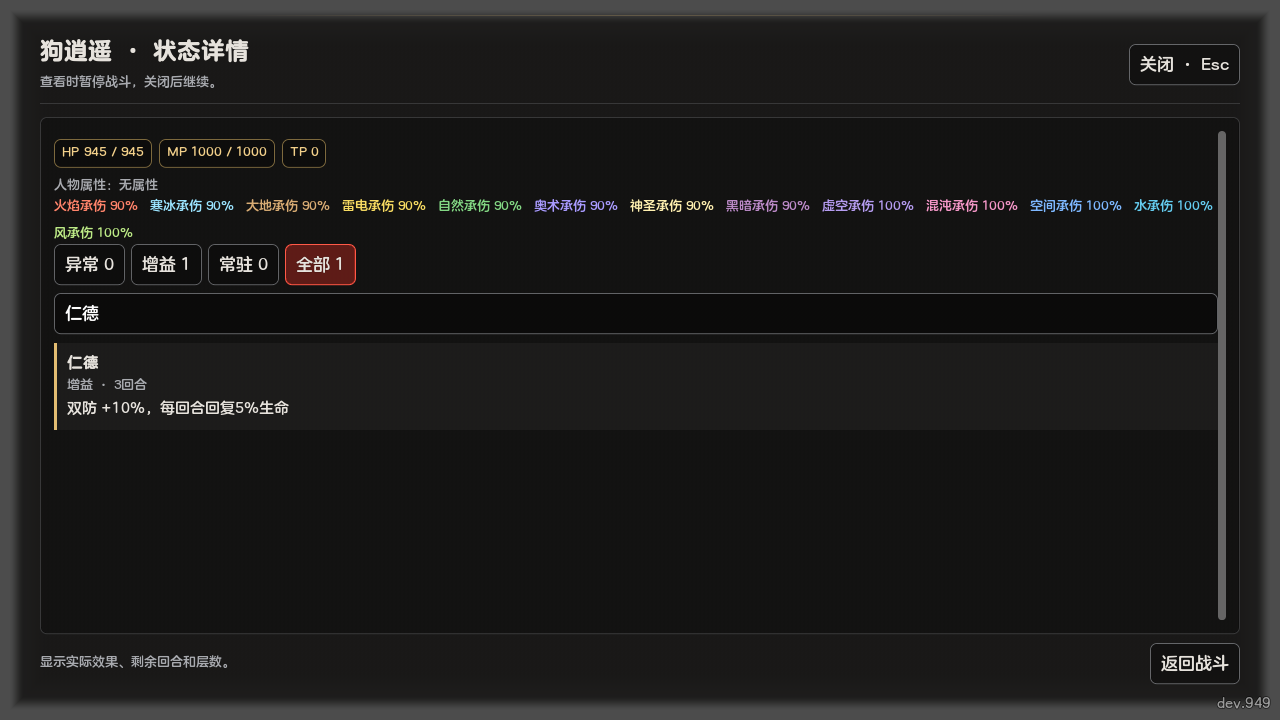 狗逍遥 · 状态详情
查看时暂停战斗，关闭后继续。
关闭 · Esc
HP 945 / 945 MP 1000 / 1000 TP 0
人物属性：无属性
火焰承伤 90% 寒冰承伤 90% 大地承伤 90% 雷电承伤 90% 自然承伤 90% 奥术承伤 90% 神圣承伤 90% 黑暗承伤 90% 虚空承伤 100% 混沌承伤 100% 空间承伤 100% 水承伤 100%
风承伤 100%
异常 0 增益 1 常驻 0 全部 1
仁德
仁德
增益 · 3回合
双防 +10%，每回合回复5%生命
显示实际效果、剩余回合和层数。
返回战斗
dev.949